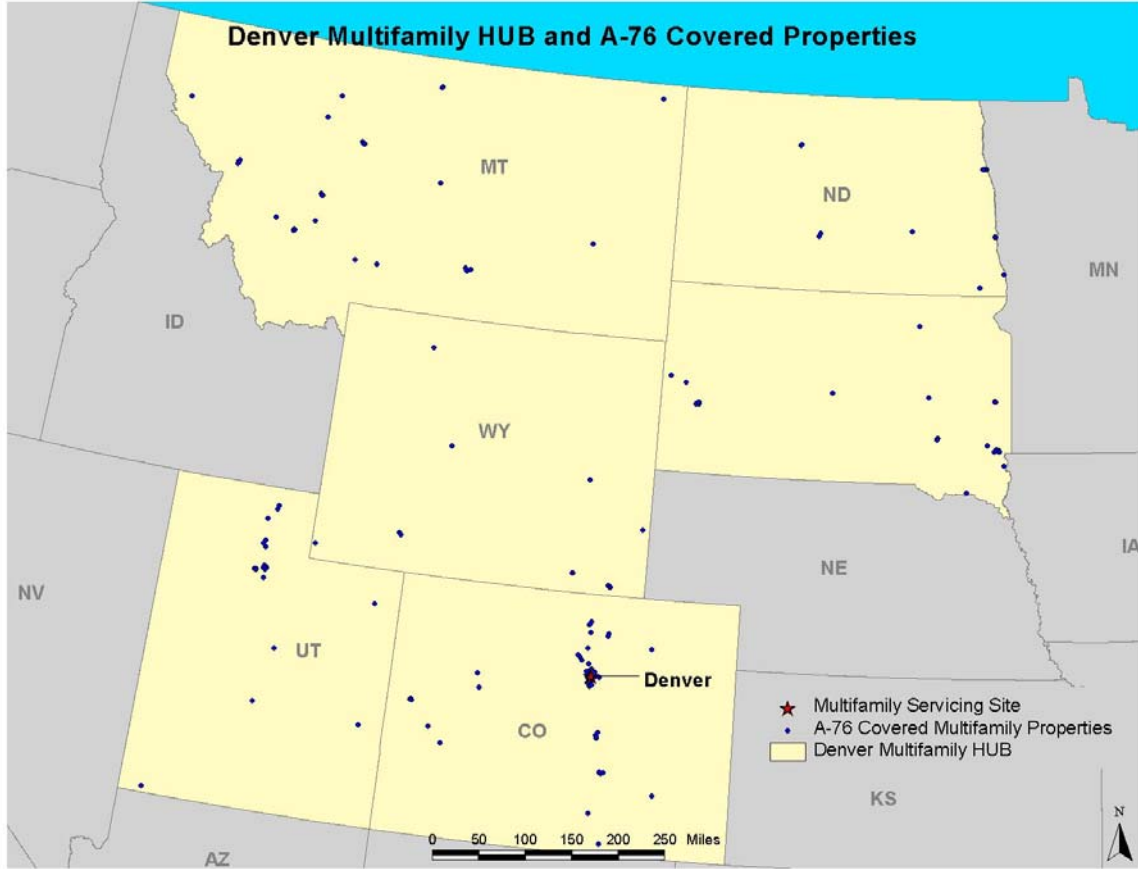 Denver Multifamily HUB and A-76 Covered Properties
MT
ND
MN
ID
WY
IA
NE
NV
UT
Denver
CO
Multifamily Servicing Site
A-76 Covered Multifamily Properties
Denver Multifamily HUB
KS
N
0 50 100 150 200 250 Miles
AZ